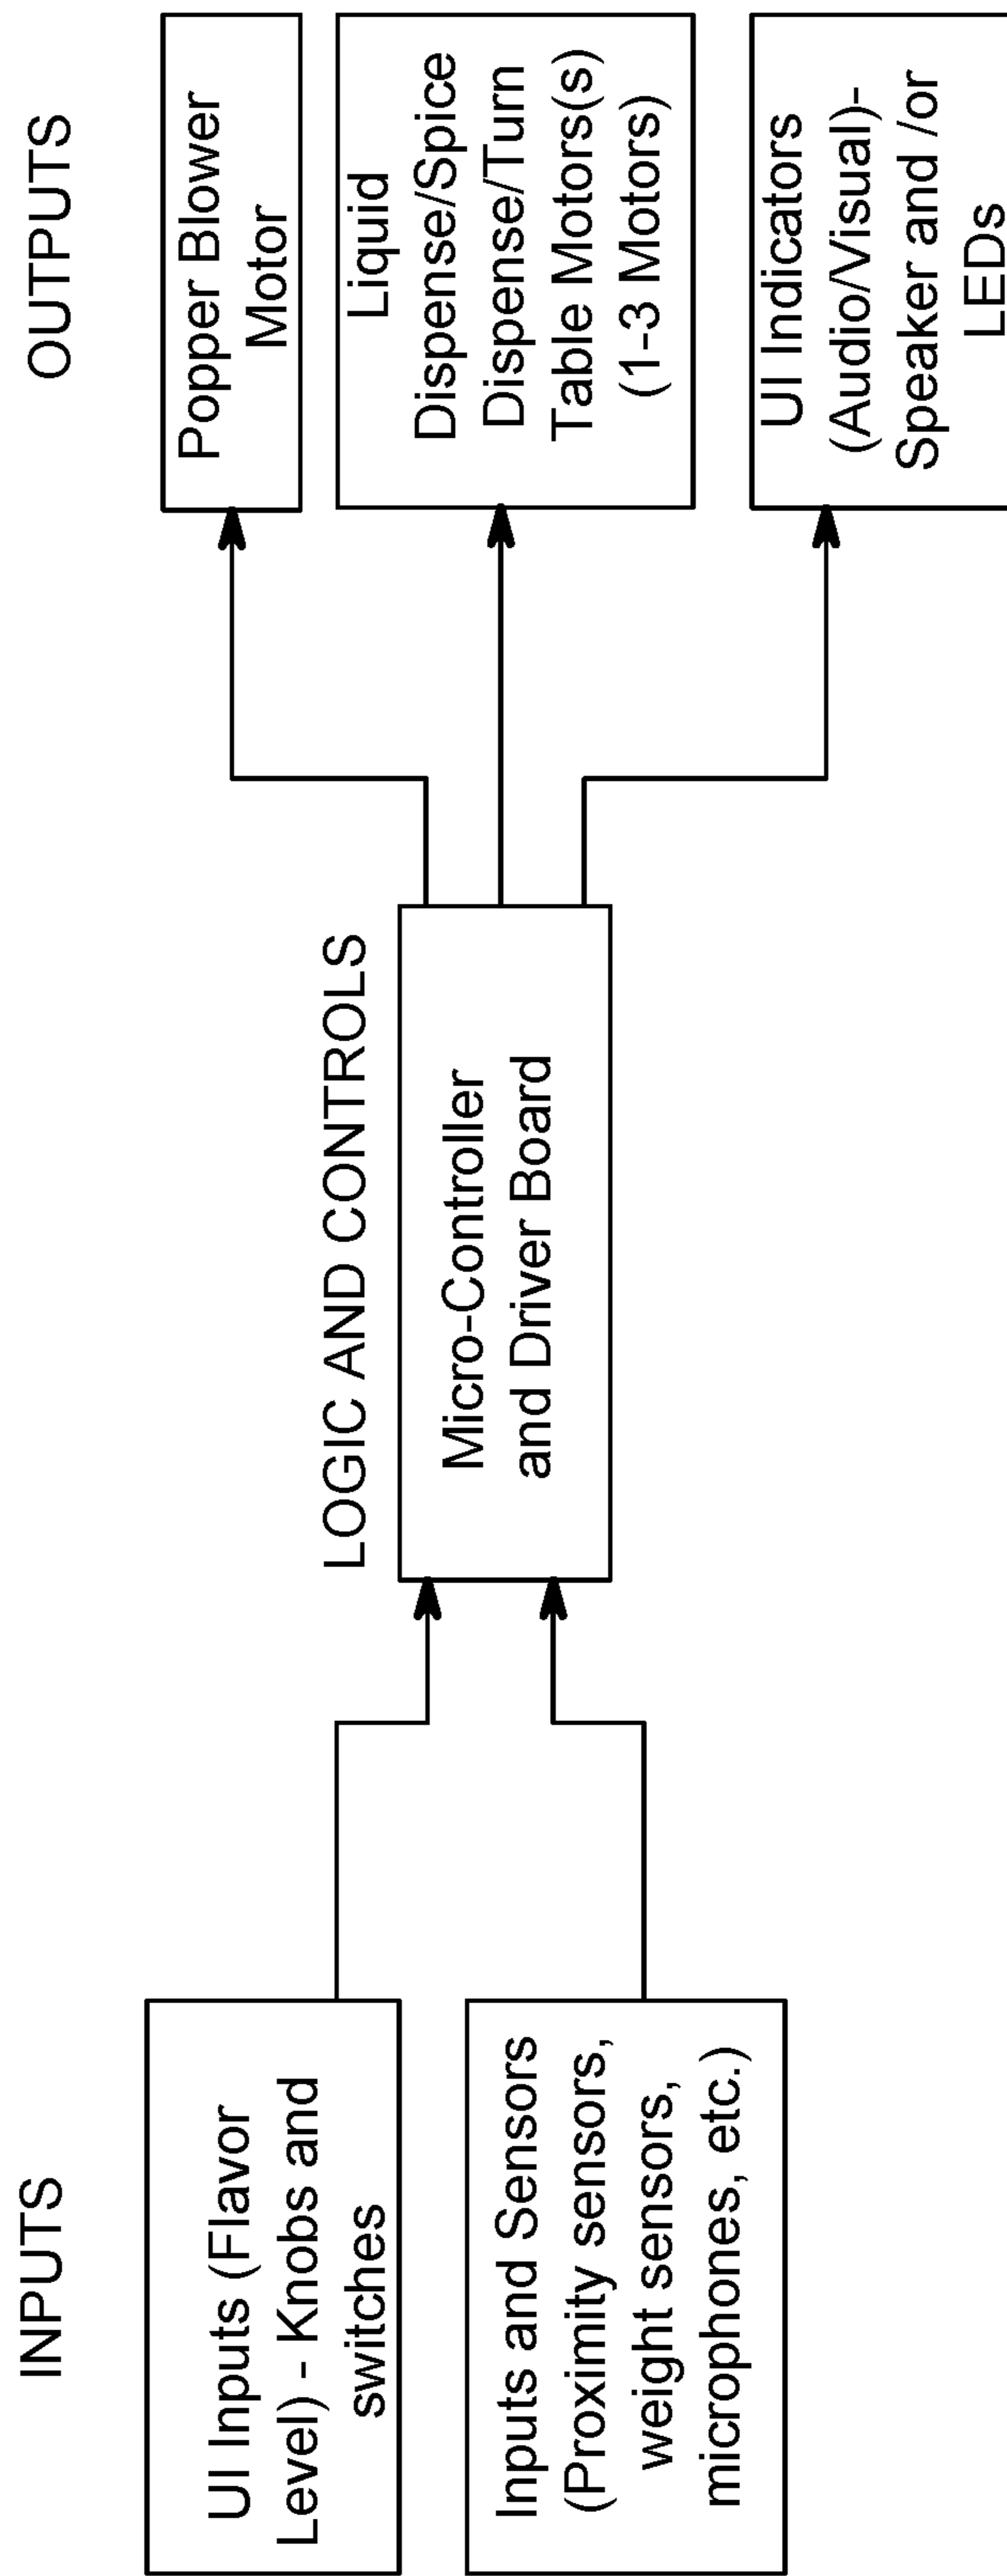 INPUTS
UI Inputs (Flavor
Level) - Knobs and
switches
Inputs and Sensors
(Proximity sensors,
weight sensors,
microphones, etc.)
LOGIC AND CONTROLS
Micro-Controller
and Driver Board
OUTPUTS
Popper Blower
Motor
Liquid
Dispense/Spice
Dispense/Turn
Table Motors(s)
(1-3 Motors)
UI Indicators
(Audio/Visual)-
Speaker and /or
LEDs